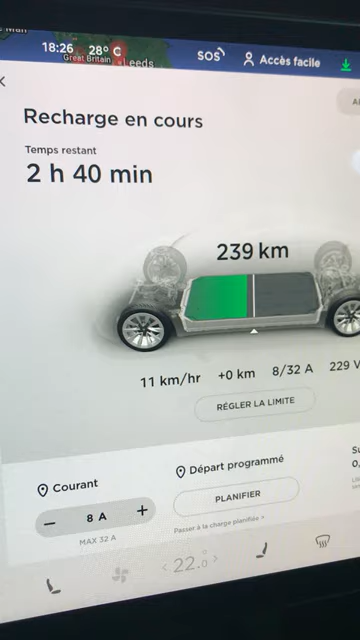 18:26 28° C SOS Accès facile
Great Britain Leeds
Recharge en cours
Temps restant
2 h 40 min
239 km
11 km/hr +0 km 8/32 A 229 V
RÉGLER LA LIMITE
Courant
Départ programmé
− 8 A +
PLANIFIER
MAX 32 A
Passer à la charge planifiée
< 22.0 >